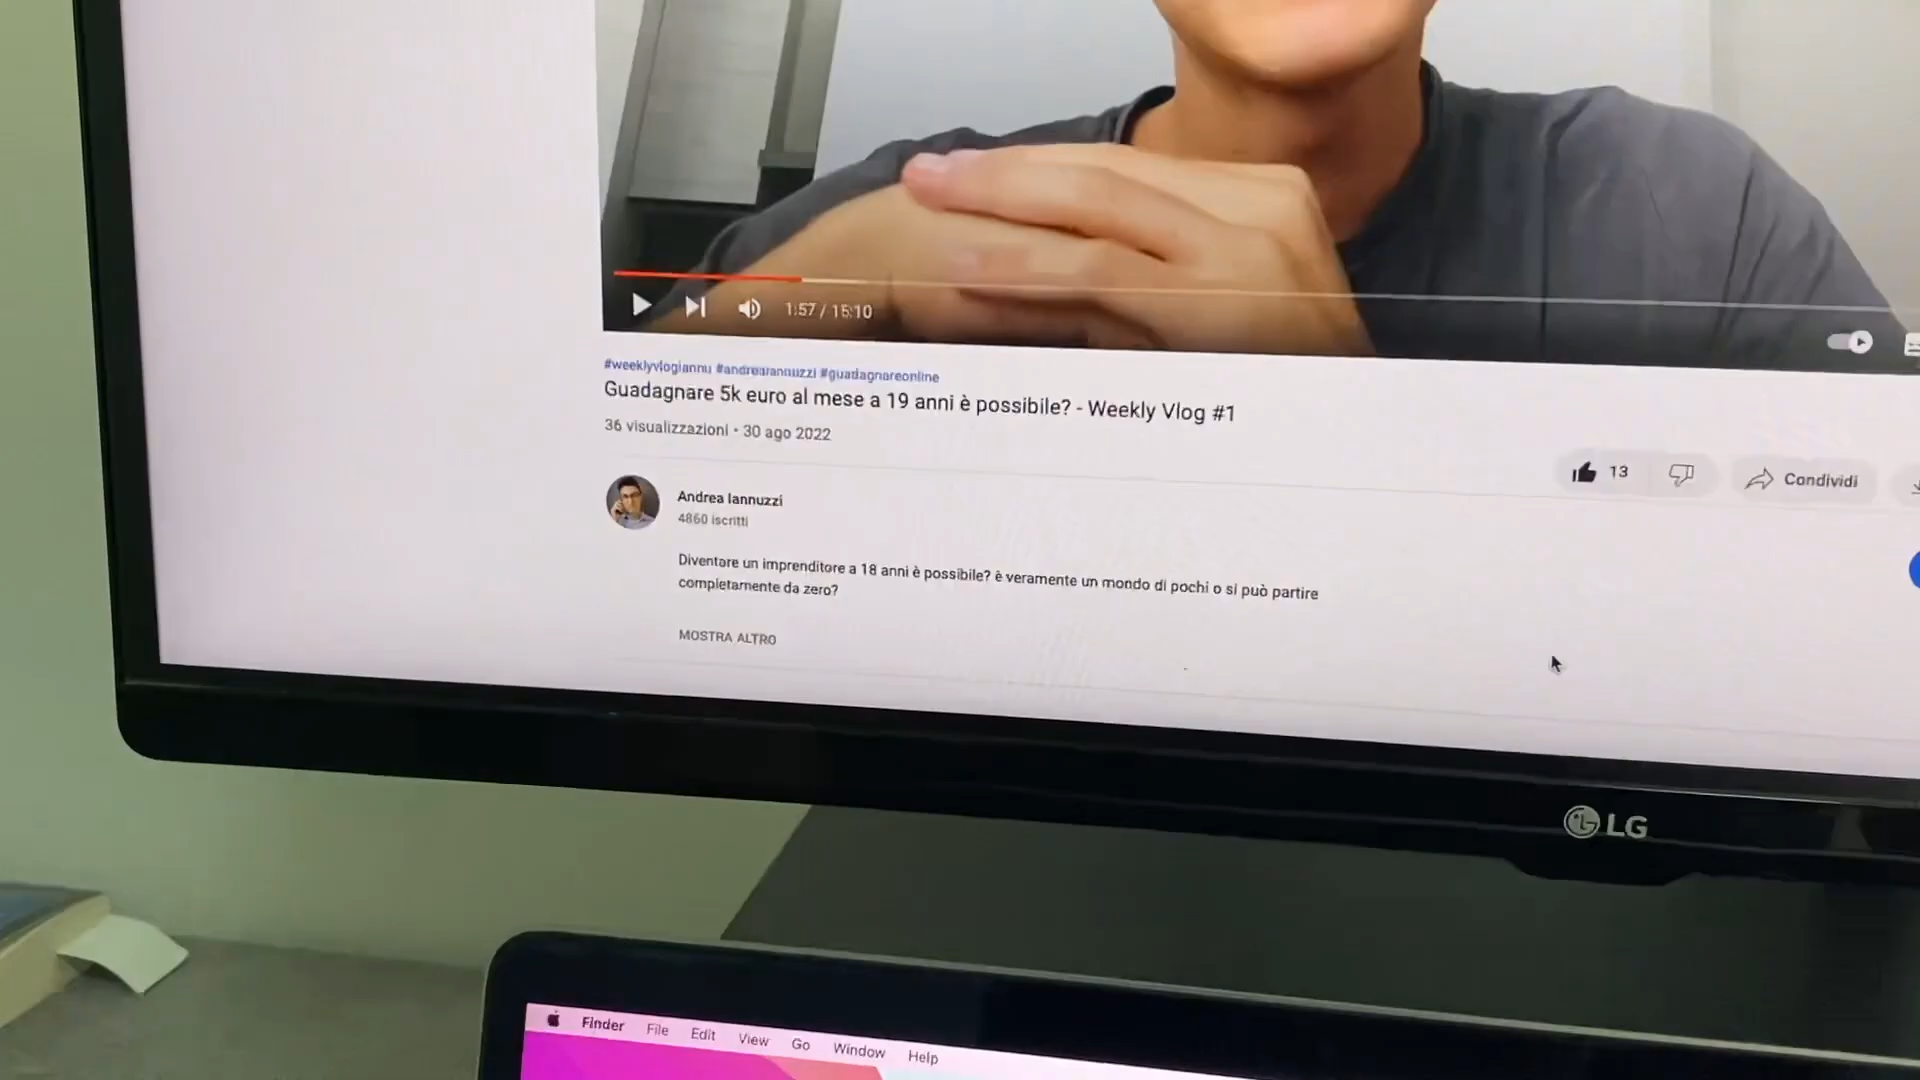 1:57 / 15:10
#weeklyvlogiannu #andreaiannuzzi #guadagnareonline
Guadagnare 5k euro al mese a 19 anni è possibile? - Weekly Vlog #1
36 visualizzazioni • 30 ago 2022
13
Condividi
Andrea Iannuzzi
4860 iscritti
Diventare un imprenditore a 18 anni è possibile? è veramente un mondo di pochi o si può partire
completamente da zero?
MOSTRA ALTRO
LG
Finder File Edit View Go Window Help